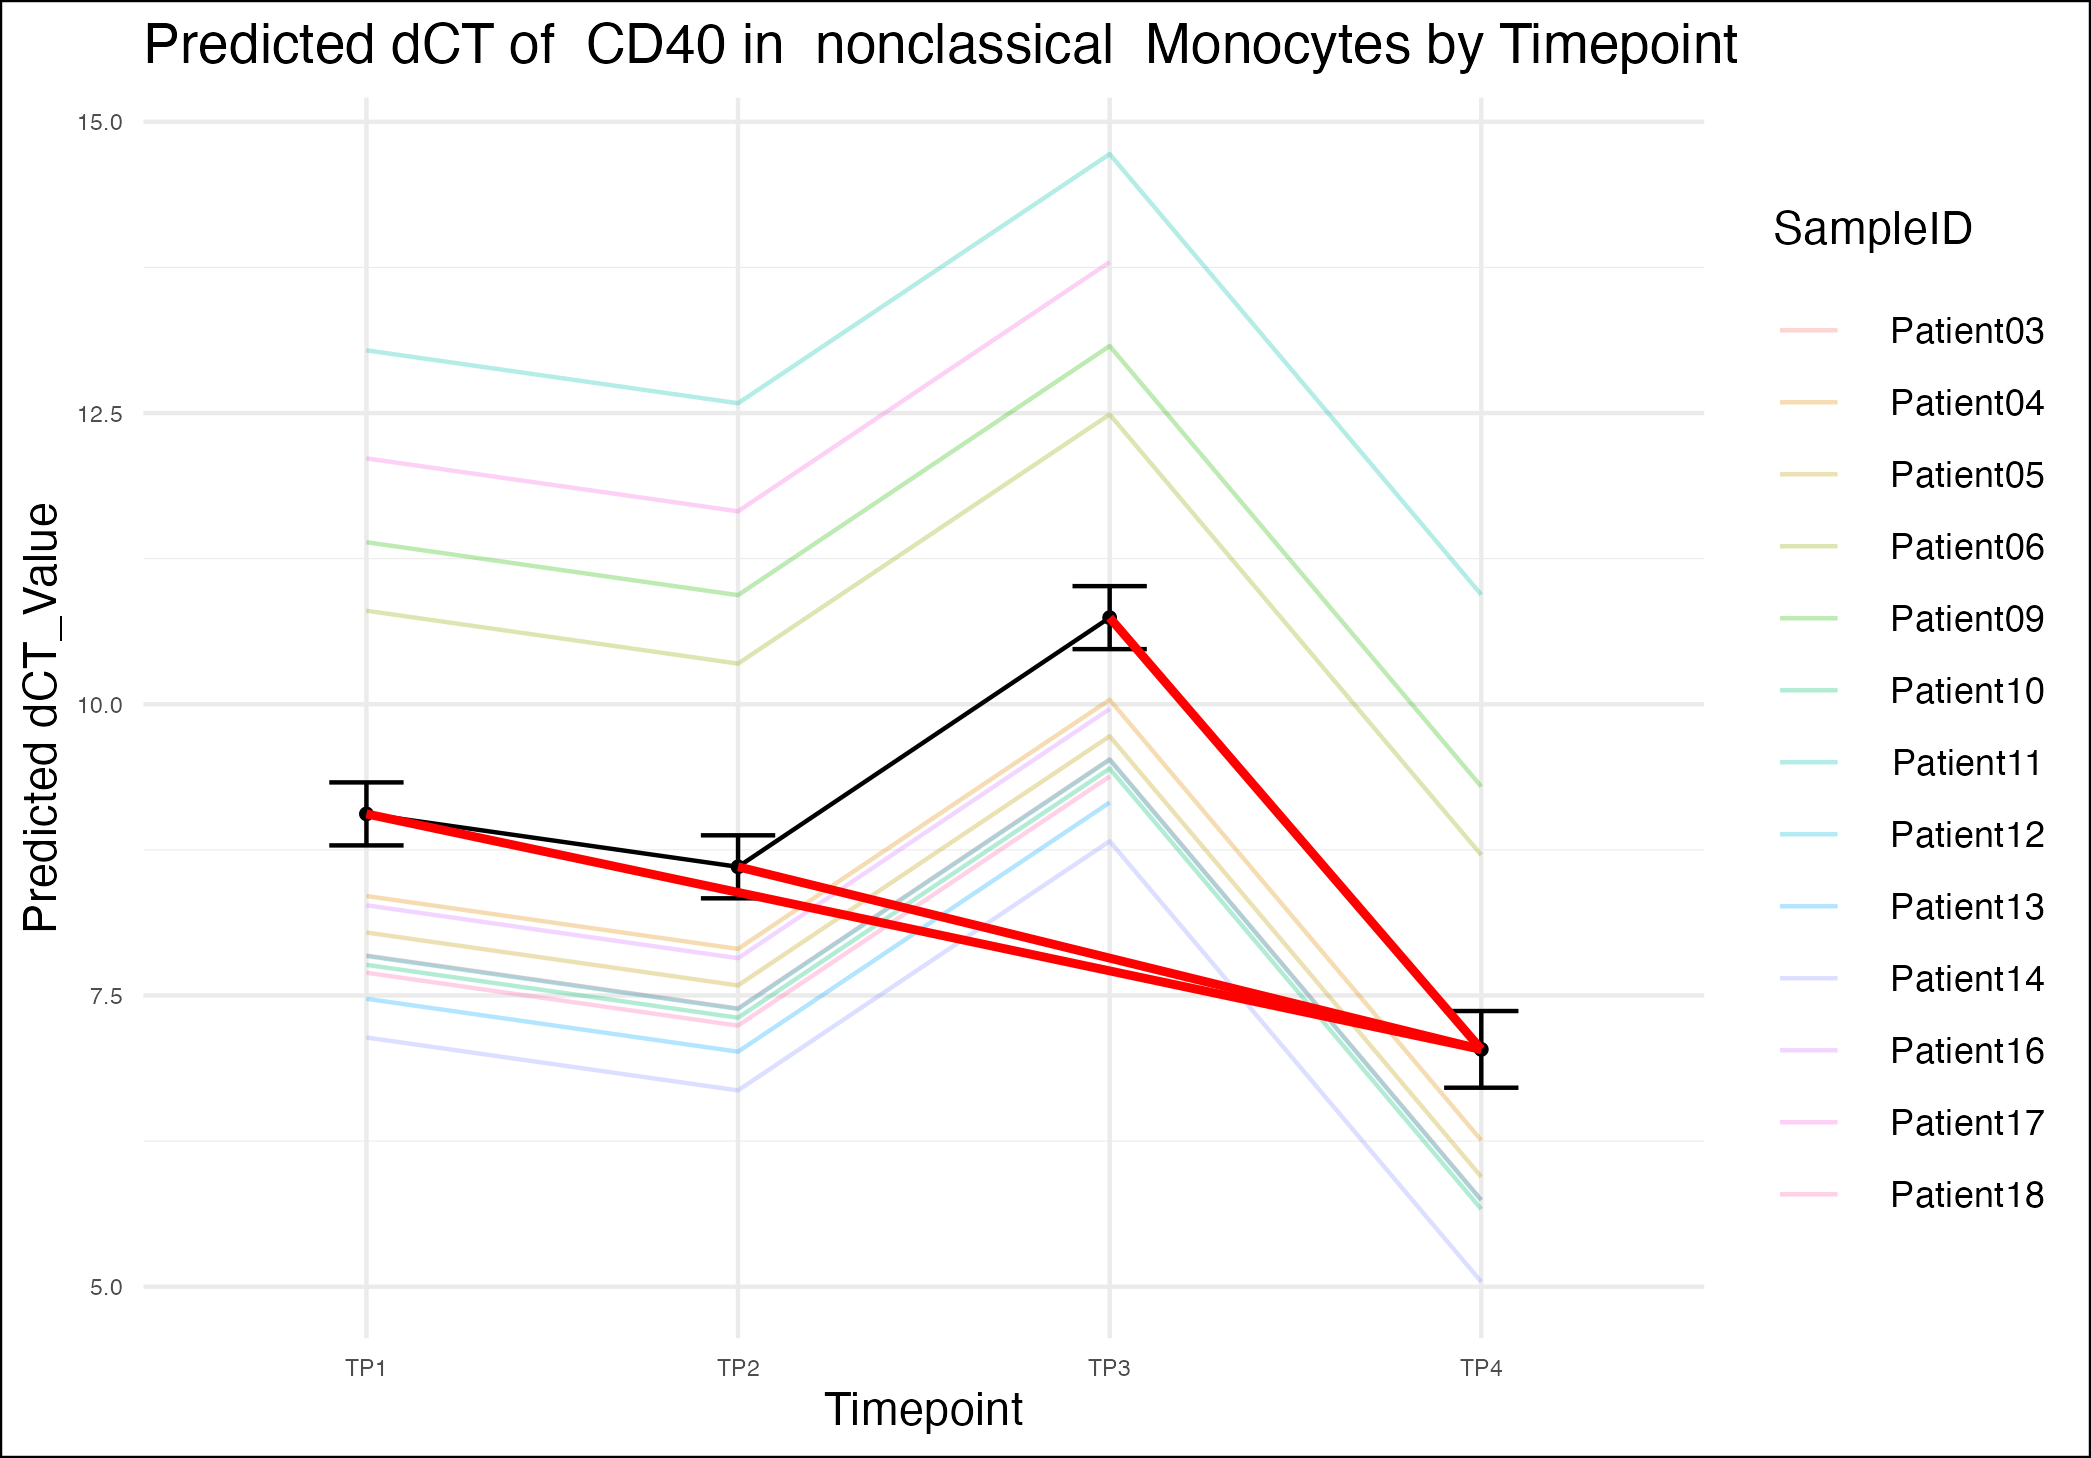 Predicted dCT of  CD40 in  nonclassical  Monocytes by Timepoint
Predicted dCT_Value
15.0
12.5
10.0
7.5
5.0
TP1
TP2
TP3
TP4
Timepoint
SampleID
Patient03
Patient04
Patient05
Patient06
Patient09
Patient10
Patient11
Patient12
Patient13
Patient14
Patient16
Patient17
Patient18